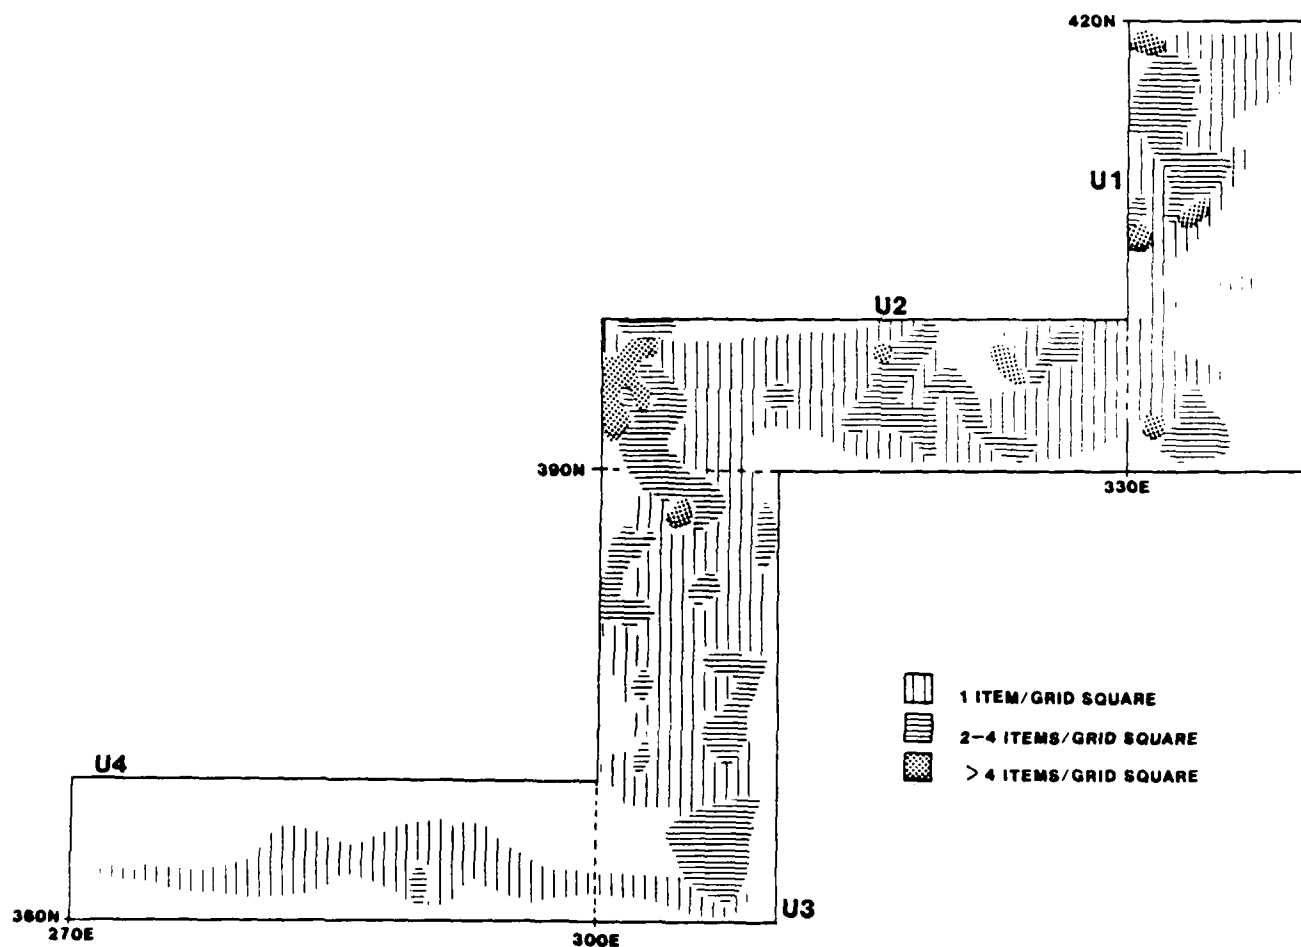 420N
U1
U2
390N
330E
1 ITEM/GRID SQUARE
2-4 ITEMS/GRID SQUARE
>4 ITEMS/GRID SQUARE
U4
360N
270E
300E
U3